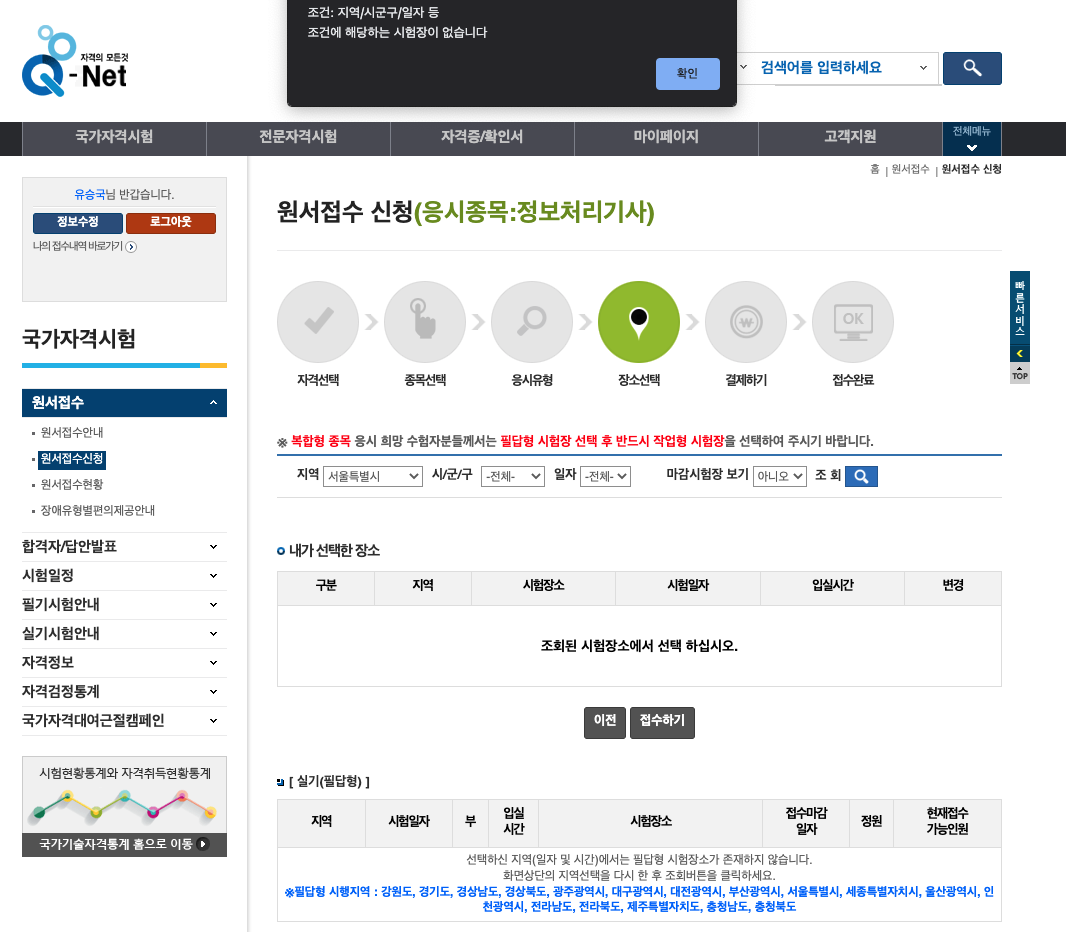 조건: 지역/시군구/일자 등
조건에 해당하는 시험장이 없습니다
확인
자격의 모든것
Q-Net
검색어를 입력하세요
국가자격시험
전문자격시험
자격증/확인서
마이페이지
고객지원
전체메뉴
홈 | 원서접수 | 원서접수 신청
유승국님 반갑습니다.
정보수정
로그아웃
나의 접수내역 바로가기
국가자격시험
원서접수
원서접수안내
원서접수신청
원서접수현황
장애유형별편의제공안내
합격자/답안발표
시험일정
필기시험안내
실기시험안내
자격정보
자격검정통계
국가자격대여근절캠페인
시험현황통계와 자격취득현황통계
국가기술자격통계 홈으로 이동
원서접수 신청(응시종목:정보처리기사)
OK
자격선택
종목선택
응시유형
장소선택
결제하기
접수완료
※ 복합형 종목 응시 희망 수험자분들께서는 필답형 시험장 선택 후 반드시 작업형 시험장을 선택하여 주시기 바랍니다.
지역 서울특별시 시/군/구 -전체- 일자 -전체- 마감시험장 보기 아니오 조 회
내가 선택한 장소
구분 지역 시험장소 시험일자 입실시간 변경
조회된 시험장소에서 선택 하십시오.
이전 접수하기
[ 실기(필답형) ]
지역 시험일자 부 입실 시간 시험장소 접수마감 일자 정원 현재접수 가능인원
선택하신 지역(일자 및 시간)에서는 필답형 시험장소가 존재하지 않습니다.
화면상단의 지역선택을 다시 한 후 조회버튼을 클릭하세요.
※필답형 시행지역 : 강원도, 경기도, 경상남도, 경상북도, 광주광역시, 대구광역시, 대전광역시, 부산광역시, 서울특별시, 세종특별자치시, 울산광역시, 인
천광역시, 전라남도, 전라북도, 제주특별자치도, 충청남도, 충청북도
빠른서비스
TOP